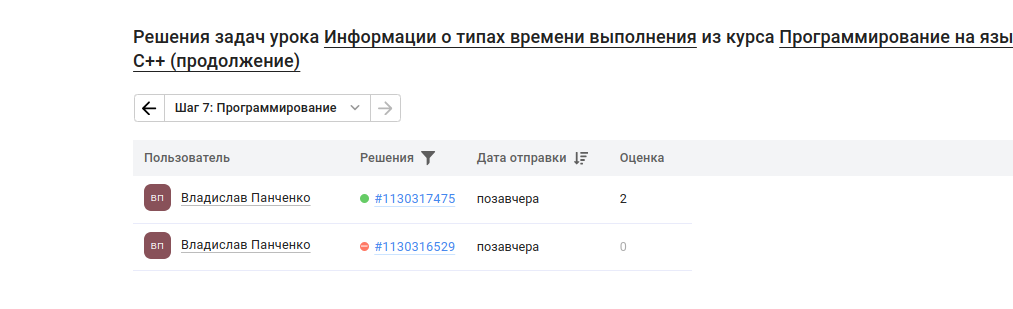 Решения задач урока Информации о типах времени выполнения из курса Программирование на язы
C++ (продолжение)
Шаг 7: Программирование
Пользователь Решения Дата отправки Оценка
ВП Владислав Панченко #1130317475 позавчера 2
ВП Владислав Панченко #1130316529 позавчера 0